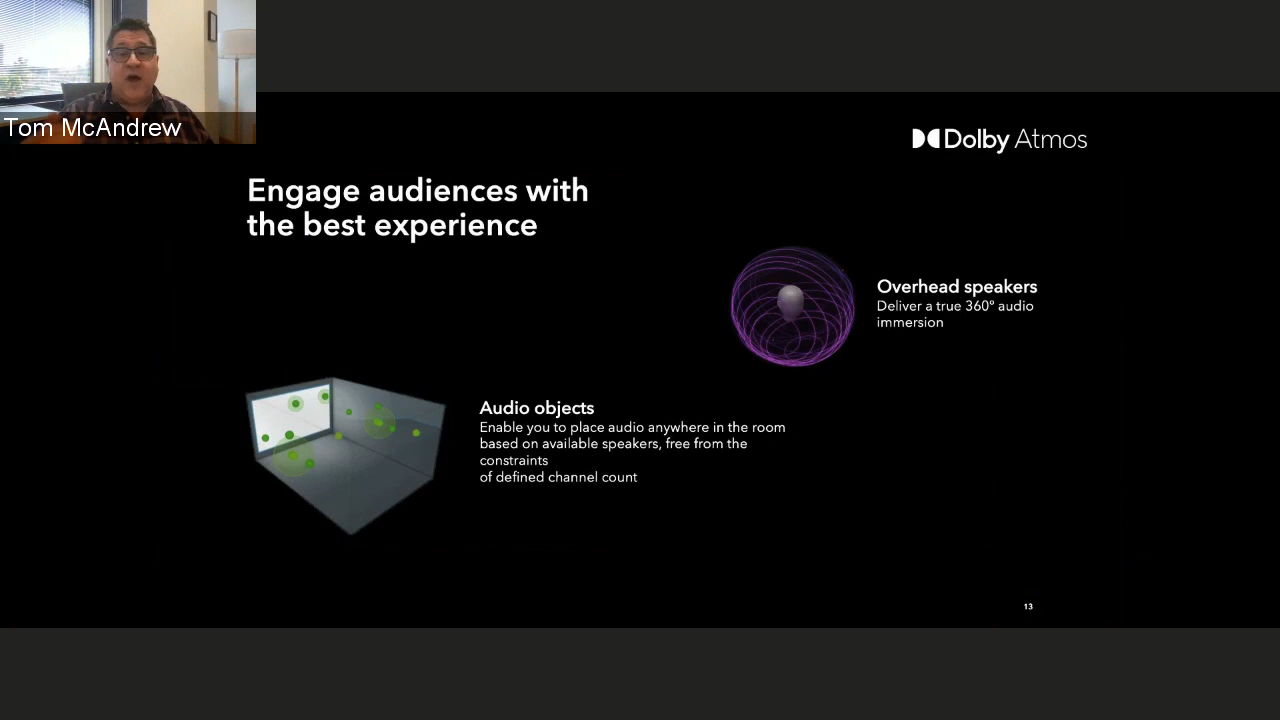 Tom McAndrew
Dolby Atmos
Engage audiences with
the best experience
Overhead speakers
Deliver a true 360° audio
immersion
Audio objects
Enable you to place audio anywhere in the room
based on available speakers, free from the
constraints
of defined channel count
13